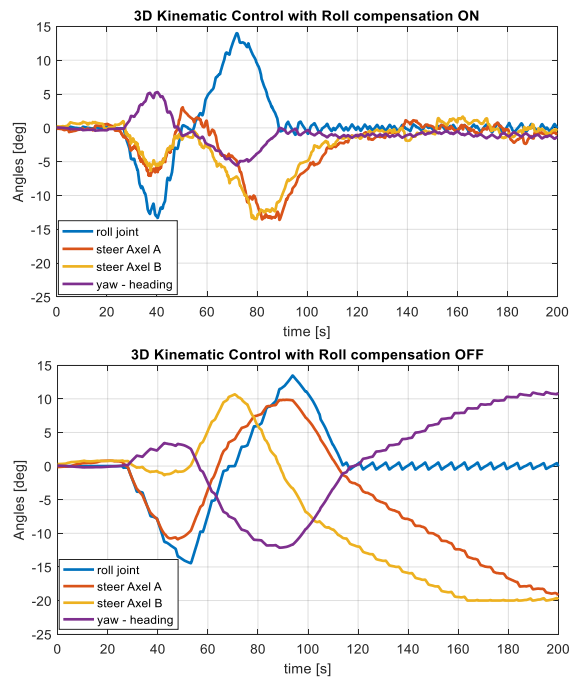 3D Kinematic Control with Roll compensation ON
15
10
5
0
-5
-10
-15
-20
-25
Angles [deg]
roll joint
steer Axel A
steer Axel B
yaw - heading
0 20 40 60 80 100 120 140 160 180 200
time [s]
3D Kinematic Control with Roll compensation OFF
15
10
5
0
-5
-10
-15
-20
-25
Angles [deg]
roll joint
steer Axel A
steer Axel B
yaw - heading
0 20 40 60 80 100 120 140 160 180 200
time [s]